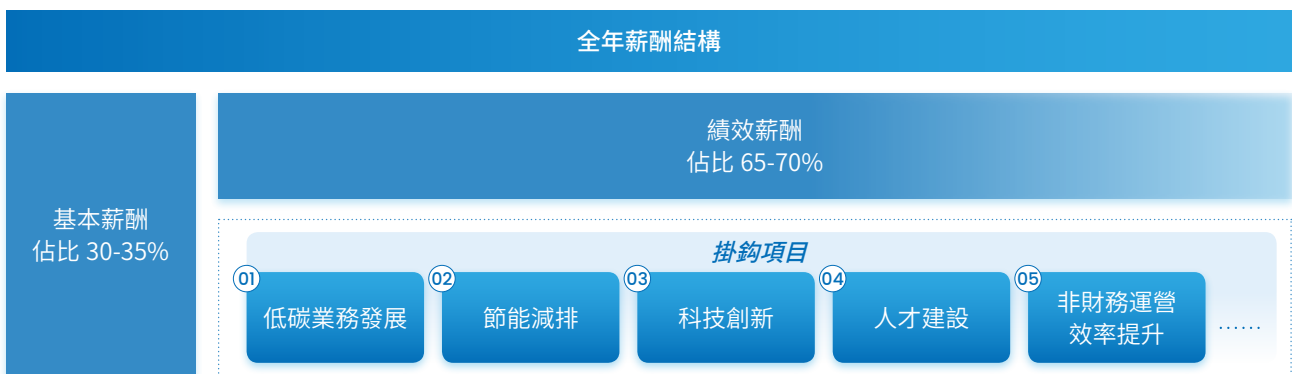 全年薪酬結構
基本薪酬
佔比 30-35%
績效薪酬
佔比 65-70%
掛鈎項目
01
低碳業務發展
02
節能減排
03
科技創新
04
人才建設
05
非財務運營
效率提升
……